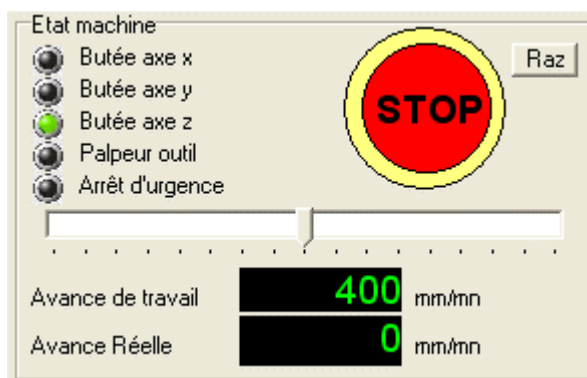 Etat machine
Butée axe x
Butée axe y
Butée axe z
Palpeur outil
Arrêt d'urgence
STOP
Raz
Avance de travail 400 mm/mn
Avance Réelle 0 mm/mn